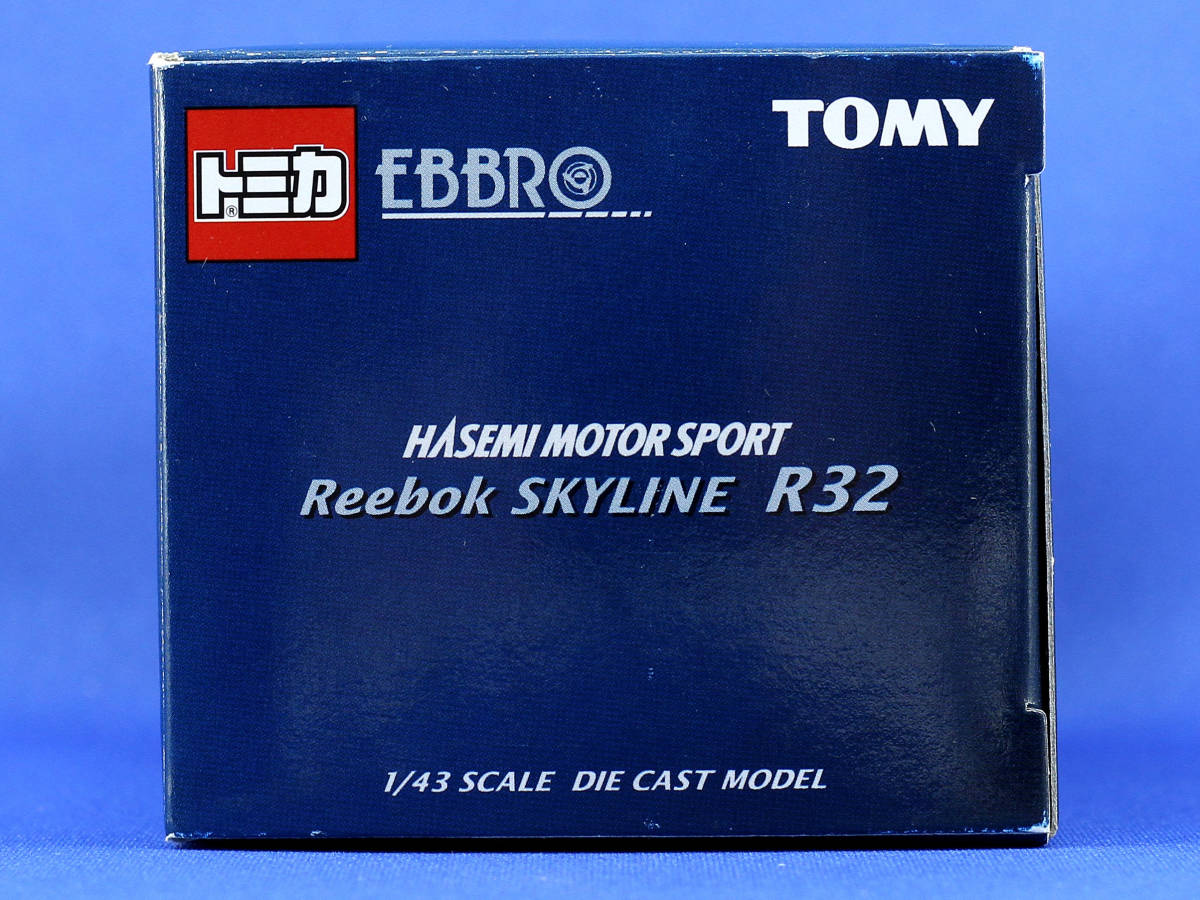 トミカ®
EBBRO
TOMY
HASEMI MOTOR SPORT
Reebok SKYLINE R32
1/43 SCALE DIE CAST MODEL